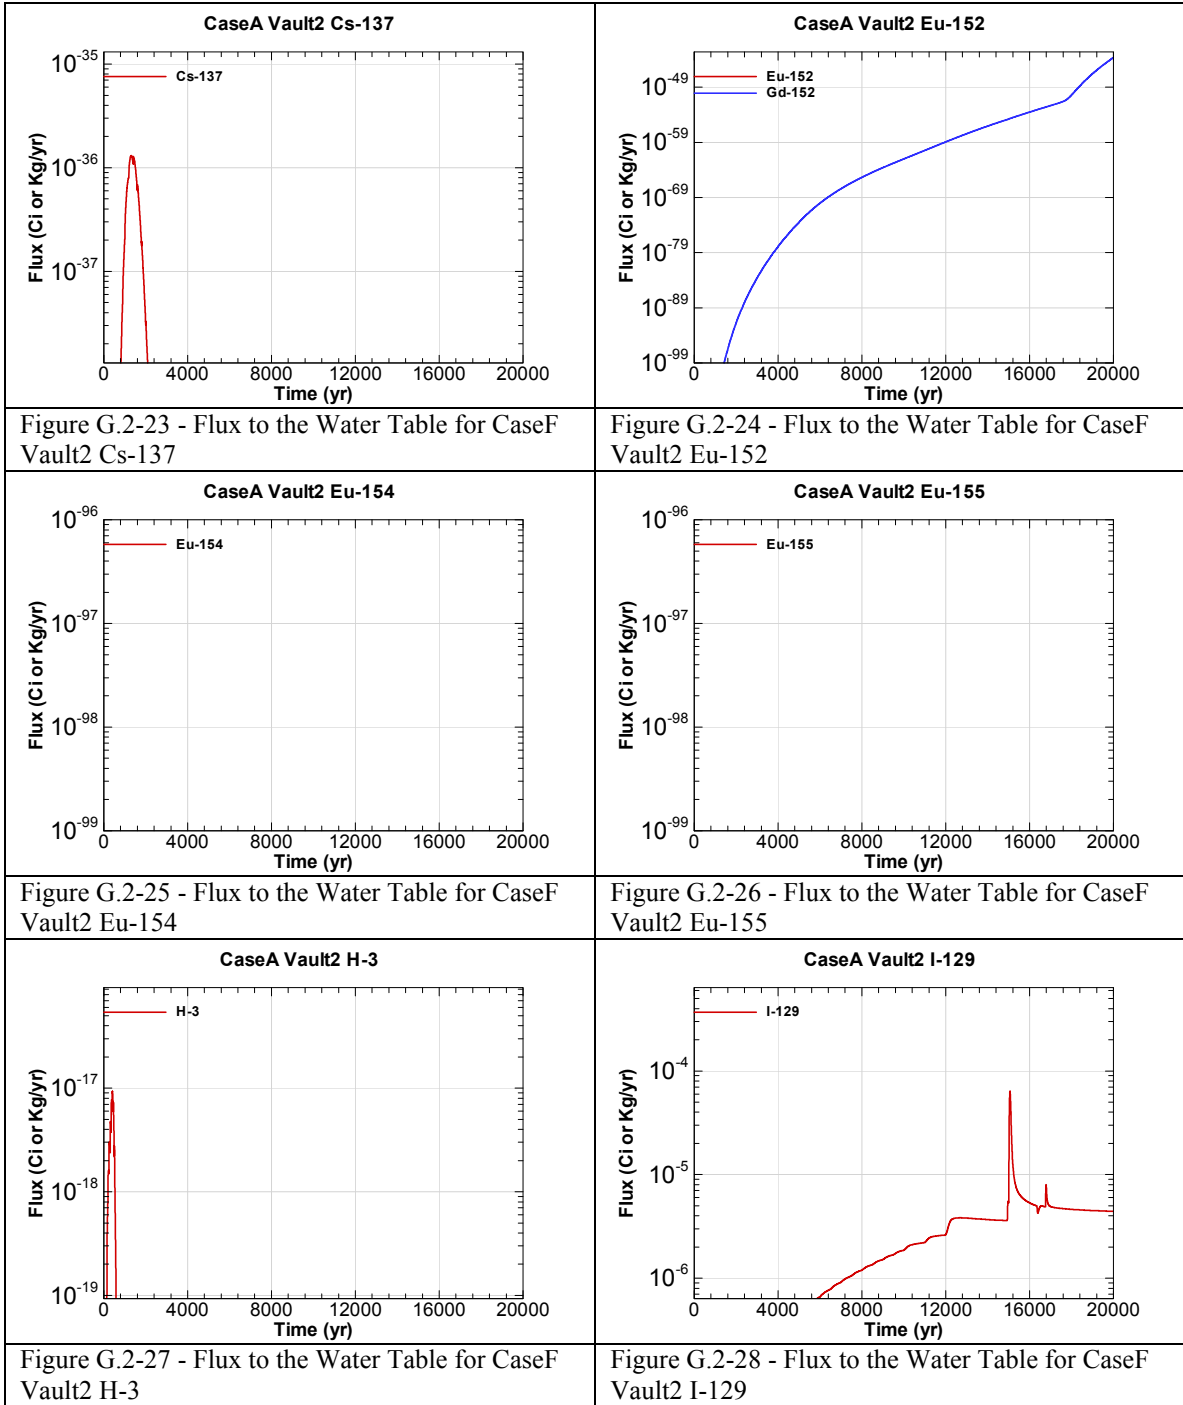 CaseA Vault2 Cs-137
Cs-137
10-35
10-36
10-37
Flux (Ci or Kg/yr)
0 4000 8000 12000 16000 20000
Time (yr)
Figure G.2-23 - Flux to the Water Table for CaseF
Vault2 Cs-137
CaseA Vault2 Eu-152
Eu-152
Gd-152
10-49
10-59
10-69
10-79
10-89
10-99
Flux (Ci or Kg/yr)
0 4000 8000 12000 16000 20000
Time (yr)
Figure G.2-24 - Flux to the Water Table for CaseF
Vault2 Eu-152
CaseA Vault2 Eu-154
Eu-154
10-96
10-97
10-98
10-99
Flux (Ci or Kg/yr)
0 4000 8000 12000 16000 20000
Time (yr)
Figure G.2-25 - Flux to the Water Table for CaseF
Vault2 Eu-154
CaseA Vault2 Eu-155
Eu-155
10-96
10-97
10-98
10-99
Flux (Ci or Kg/yr)
0 4000 8000 12000 16000 20000
Time (yr)
Figure G.2-26 - Flux to the Water Table for CaseF
Vault2 Eu-155
CaseA Vault2 H-3
H-3
10-17
10-18
10-19
Flux (Ci or Kg/yr)
0 4000 8000 12000 16000 20000
Time (yr)
Figure G.2-27 - Flux to the Water Table for CaseF
Vault2 H-3
CaseA Vault2 I-129
I-129
10-4
10-5
10-6
Flux (Ci or Kg/yr)
0 4000 8000 12000 16000 20000
Time (yr)
Figure G.2-28 - Flux to the Water Table for CaseF
Vault2 I-129